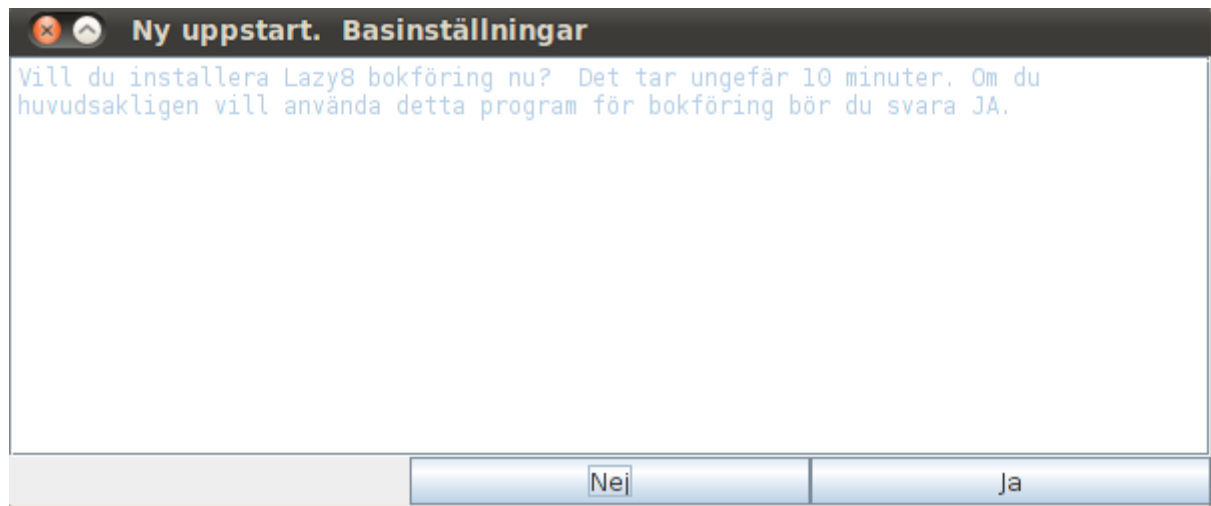 Ny uppstart.  Basinställningar
Vill du installera Lazy8 bokföring nu?  Det tar ungefär 10 minuter. Om du
huvudsakligen vill använda detta program för bokföring bör du svara JA.
Nej
Ja